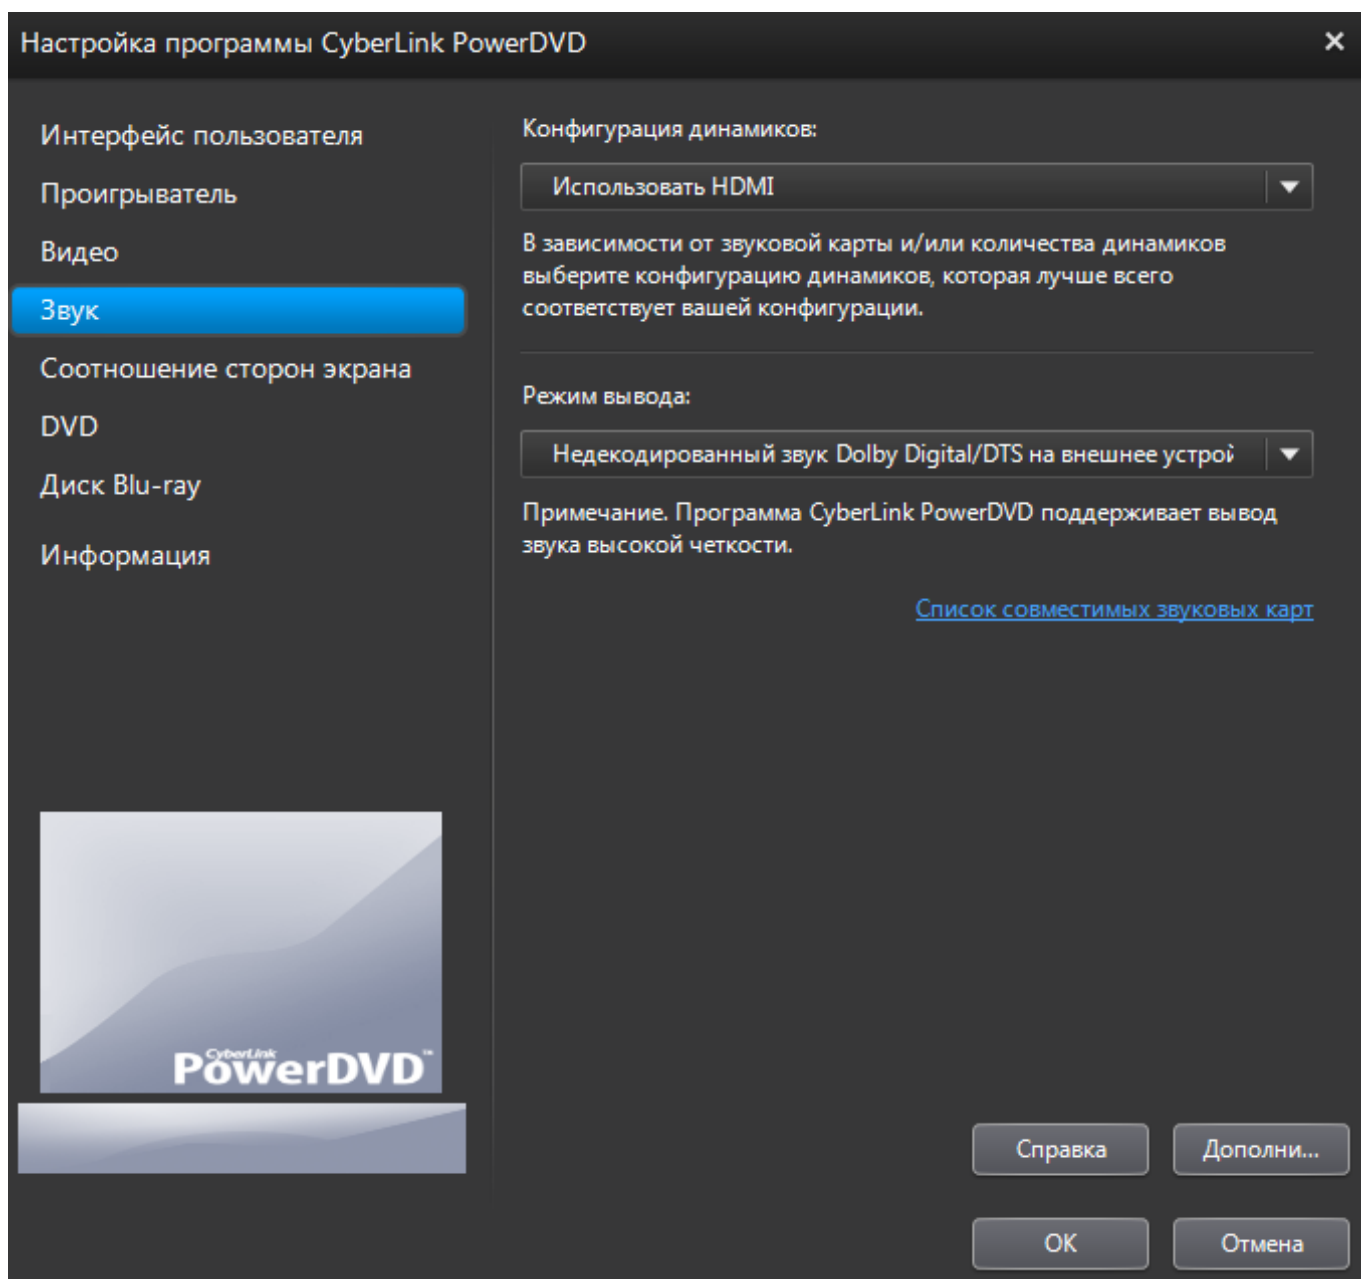 Настройка программы CyberLink PowerDVD
Интерфейс пользователя
Проигрыватель
Видео
Звук
Соотношение сторон экрана
DVD
Диск Blu-ray
Информация
Конфигурация динамиков:
Использовать HDMI
В зависимости от звуковой карты и/или количества динамиков
выберите конфигурацию динамиков, которая лучше всего
соответствует вашей конфигурации.
Режим вывода:
Недекодированный звук Dolby Digital/DTS на внешнее устрой
Примечание. Программа CyberLink PowerDVD поддерживает вывод
звука высокой четкости.
Список совместимых звуковых карт
CyberLink
PowerDVD™
Справка
Дополни...
OK
Отмена